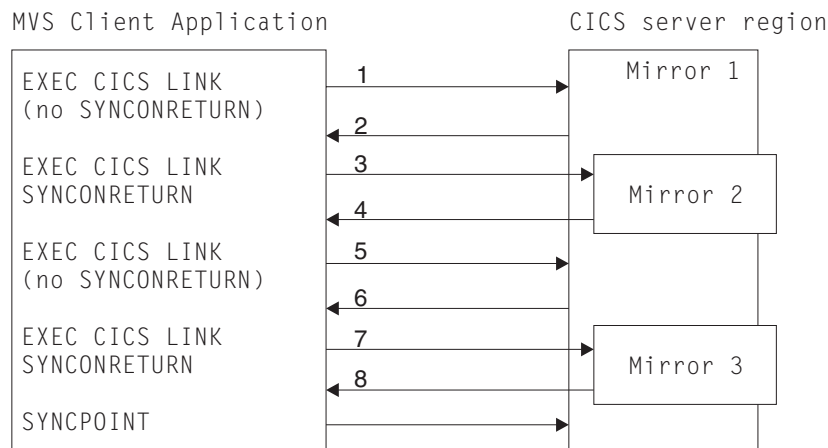 MVS Client Application
CICS server region
EXEC CICS LINK
(no SYNCONRETURN)
1
Mirror 1
2
EXEC CICS LINK
SYNCONRETURN
3
Mirror 2
4
EXEC CICS LINK
(no SYNCONRETURN)
5
6
EXEC CICS LINK
SYNCONRETURN
7
Mirror 3
8
SYNCPOINT